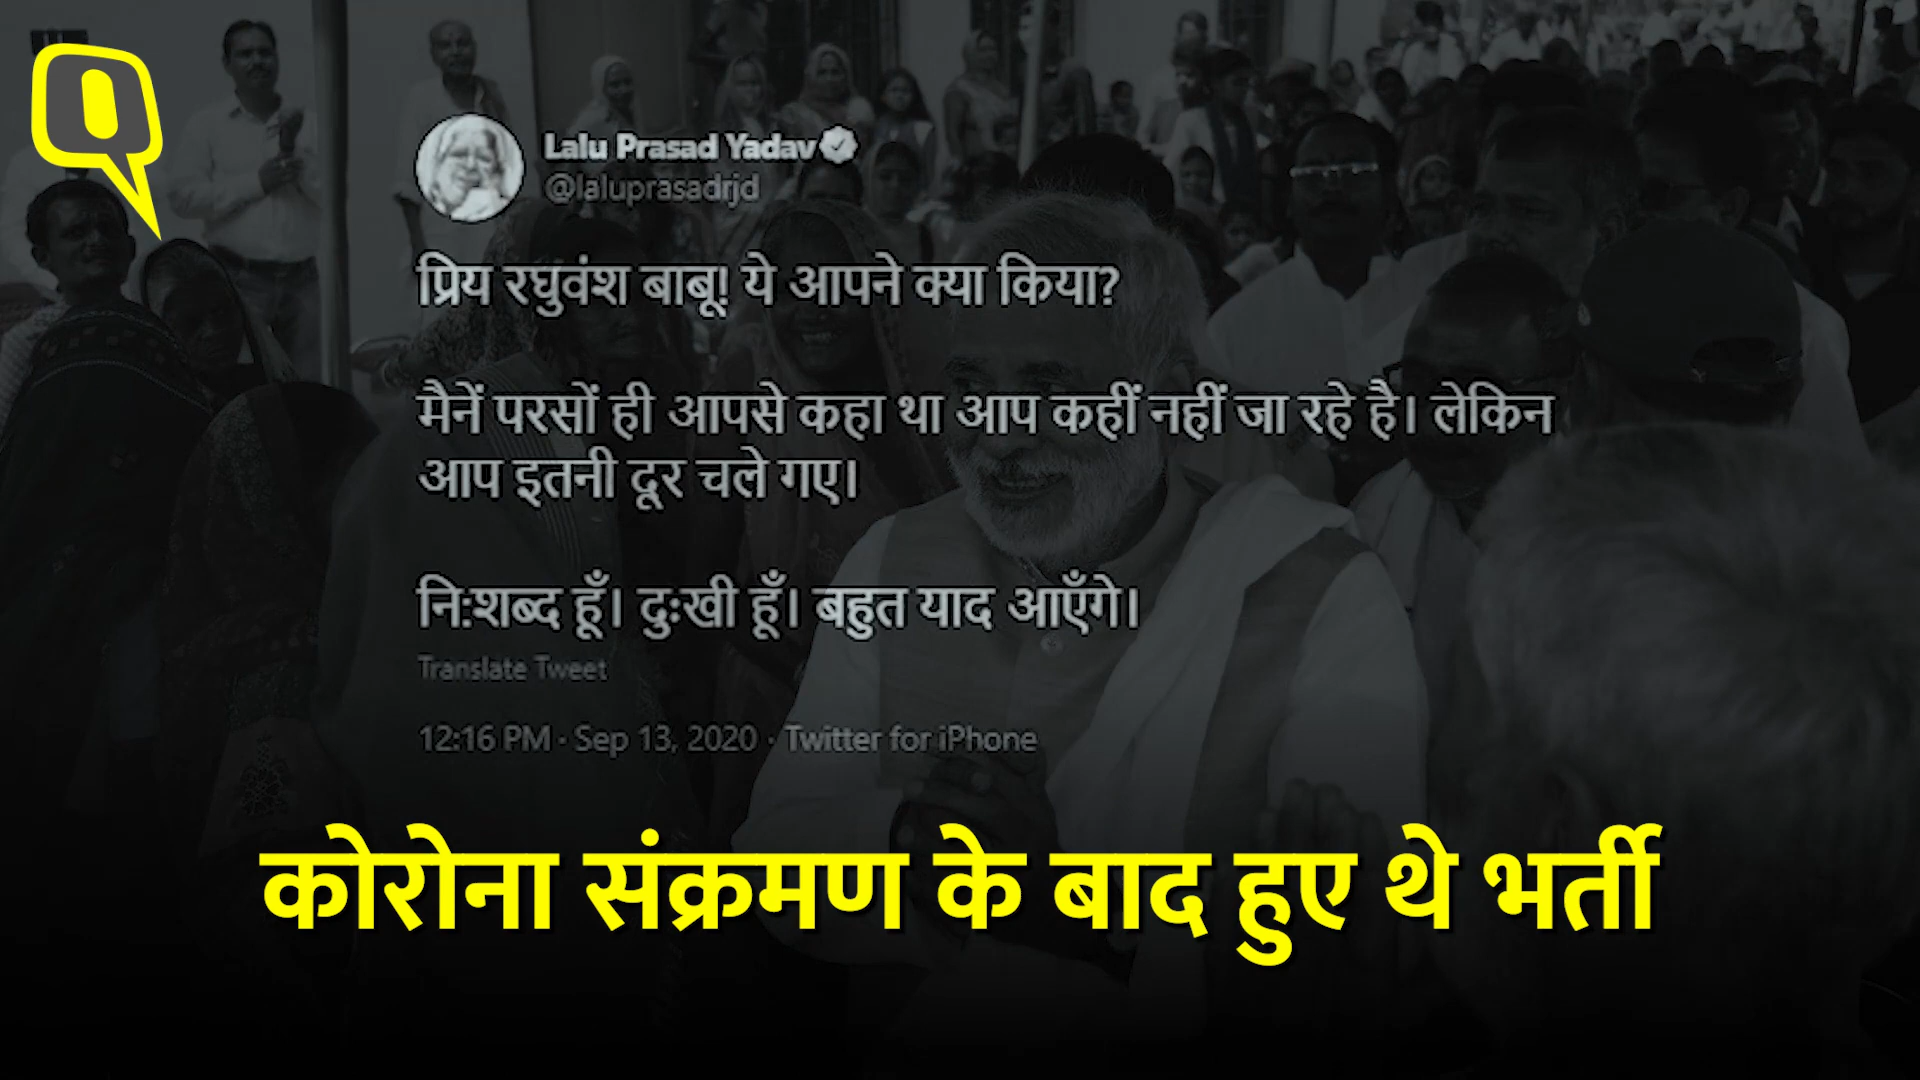 Q
Lalu Prasad Yadav
@laluprasadrjd
प्रिय रघुवंश बाबू! ये आपने क्या किया?
मैनें परसों ही आपसे कहा था आप कहीं नहीं जा रहे है। लेकिन
आप इतनी दूर चले गए।
नि:शब्द हूँ। दुःखी हूँ। बहुत याद आएँगे।
Translate Tweet
12:16 PM · Sep 13, 2020 · Twitter for iPhone
कोरोना संक्रमण के बाद हुए थे भर्ती